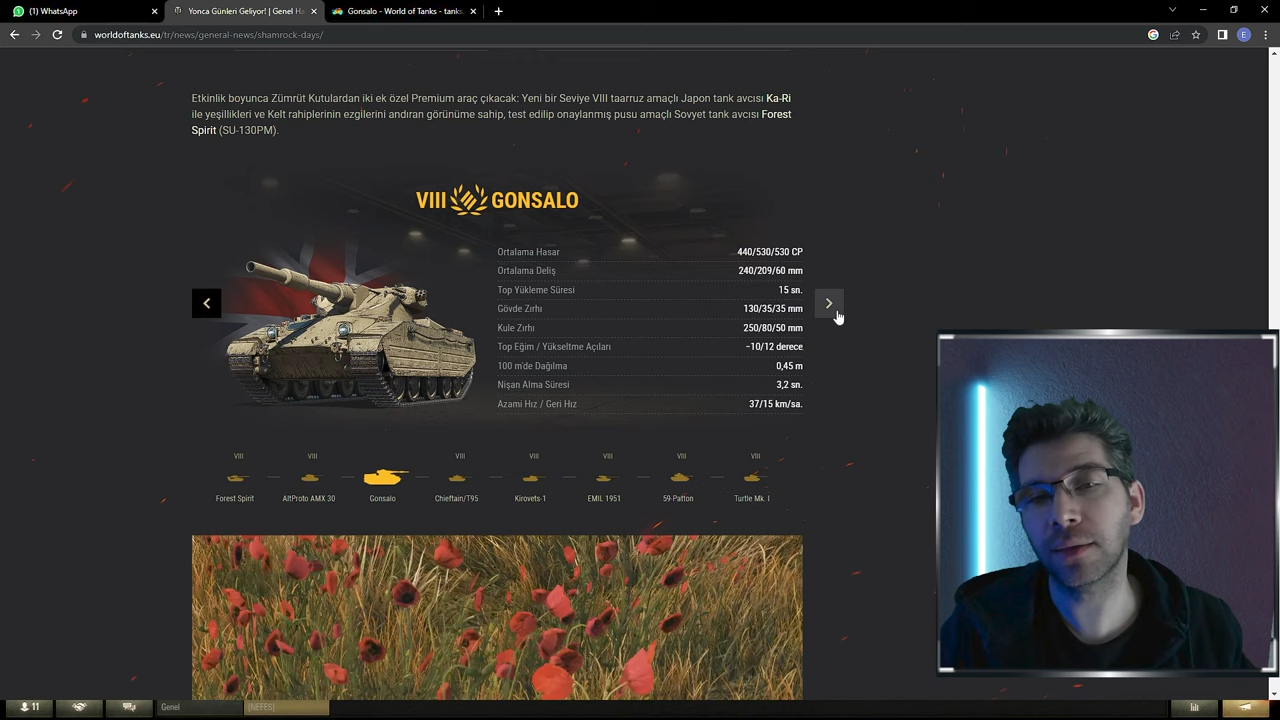 (1) WhatsApp
Yonca Günleri Geliyor! | Genel Ha
Gonsalo - World of Tanks - tanks.
worldoftanks.eu/tr/news/general-news/shamrock-days/
E
Etkinlik boyunca Zümrüt Kutulardan iki ek özel Premium araç çıkacak: Yeni bir Seviye VIII taarruz amaçlı Japon tank avcısı Ka-Ri
ile yeşillikleri ve Kelt rahiplerinin ezgilerini andıran görünüme sahip, test edilip onaylanmış pusu amaçlı Sovyet tank avcısı Forest
Spirit (SU-130PM).
VIII GONSALO
Ortalama Hasar 440/530/530 CP
Ortalama Deliş 240/209/60 mm
Top Yükleme Süresi 15 sn.
Gövde Zırhı 130/35/35 mm
Kule Zırhı 250/80/50 mm
Top Eğim / Yükseltme Açıları −10/12 derece
100 m'de Dağılma 0,45 m
Nişan Alma Süresi 3,2 sn.
Azami Hız / Geri Hız 37/15 km/sa.
VIII VIII VIII VIII VIII VIII VIII
Forest Spirit AltProto AMX 30 Gonsalo Chieftain/T95 Kirovets-1 EMIL 1951 59-Patton Turtle Mk. I
11 Genel [NEFES]